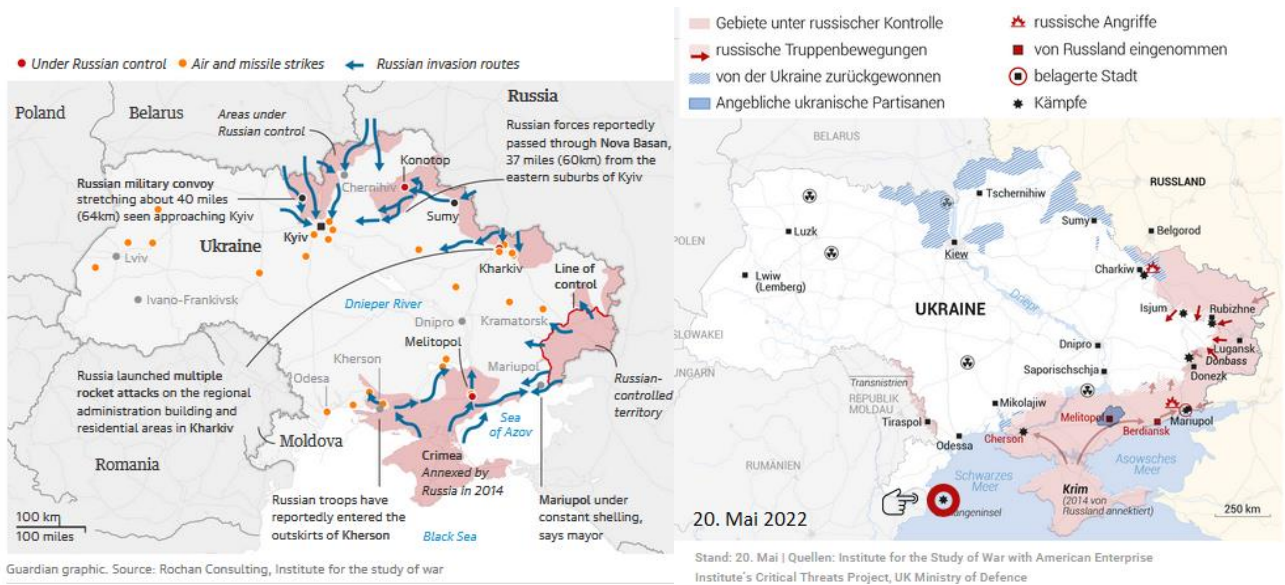 Under Russian control
Air and missile strikes
Russian invasion routes
Poland
Belarus
Areas under
Russian control
Russia
Russian forces reportedly
passed through Nova Basan,
37 miles (60km) from the
eastern suburbs of Kyiv
Konotop
Chernihiv
Russian military convoy
stretching about 40 miles
(64km) seen approaching Kyiv
Sumy
Kyiv
Ukraine
Lviv
Kharkiv
Line of
control
Ivano-Frankivsk
Dnieper River
Dnipro
Kramatorsk
Melitopol
Kherson
Mariupol
Russia launched multiple
rocket attacks on the regional
administration building and
residential areas in Kharkiv
Odesa
Russian-
controlled
territory
Sea
of Azov
Moldova
Romania
Crimea
Annexed by
Russia in 2014
Russian troops have
reportedly entered the
outskirts of Kherson
Mariupol under
constant shelling,
says mayor
Black Sea
100 km
100 miles
Guardian graphic. Source: Rochan Consulting, Institute for the study of war
Gebiete unter russischer Kontrolle
russische Truppenbewegungen
von der Ukraine zurückgewonnen
Angebliche ukranische Partisanen
russische Angriffe
von Russland eingenommen
belagerte Stadt
Kämpfe
BELARUS
RUSSLAND
Tschernihiw
Sumy
Belgorod
POLEN
Luzk
Kiew
Charkiw
Lwiw
(Lemberg)
UKRAINE
Dnepr
Isjum
Rubizhne
SLOWAKEI
Dnipro
Lugansk
Donbass
Saporischschja
Donezk
UNGARN
Transnistrien
REPUBLIK
MOLDAU
Mikolajiw
Melitopol
Mariupol
Tiraspol
Cherson
Berdiansk
Odessa
RUMÄNIEN
Schwarzes
Meer
Asowsches
Meer
Krim
(2014 von
Russland annektiert)
20. Mai 2022
250 km
Stand: 20. Mai | Quellen: Institute for the Study of War with American Enterprise
Institute's Critical Threats Project, UK Ministry of Defence